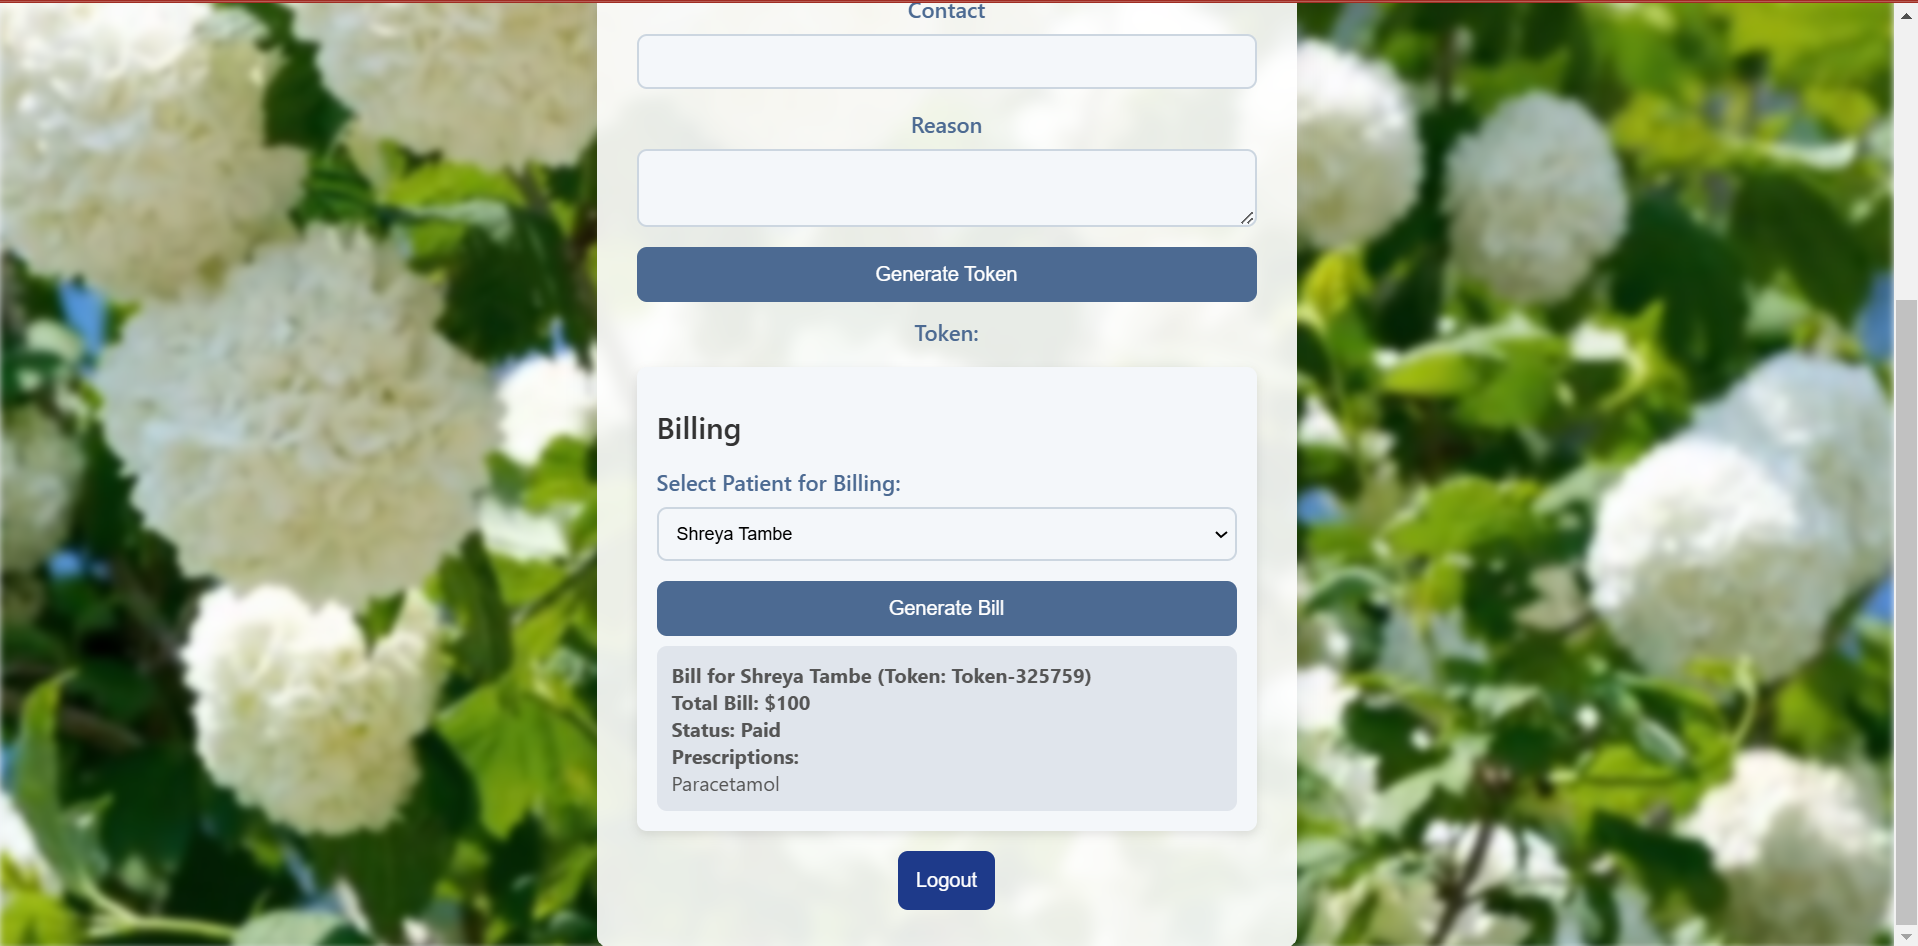 Contact
Reason
Generate Token
Token:
Billing
Select Patient for Billing:
Shreya Tambe
Generate Bill
Bill for Shreya Tambe (Token: Token-325759)
Total Bill: $100
Status: Paid
Prescriptions:
Paracetamol
Logout